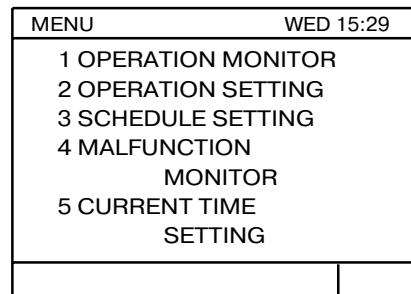 MENU WED 15:29
1 OPERATION MONITOR
2 OPERATION SETTING
3 SCHEDULE SETTING
4 MALFUNCTION
MONITOR
5 CURRENT TIME
SETTING